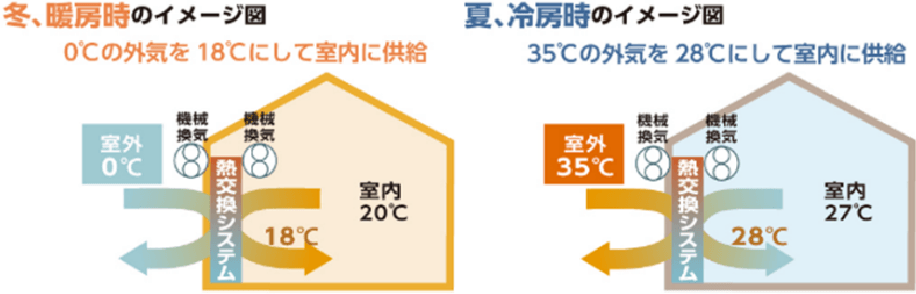 冬、暖房時のイメージ図
0℃の外気を 18℃にして室内に供給
機械
換気
機械
換気
室外
0℃
熱交換システム
室内
20℃
18℃
夏、冷房時のイメージ図
35℃の外気を 28℃にして室内に供給
機械
換気
機械
換気
室外
35℃
熱交換システム
室内
27℃
28℃